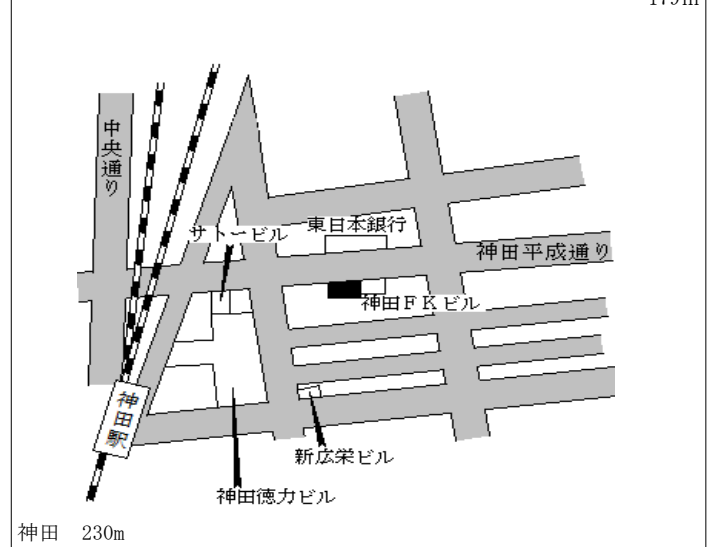 179m
中央通り
サトービル
東日本銀行
神田平成通り
神田ＦＫビル
神田駅
新広栄ビル
神田徳力ビル
神田　230m